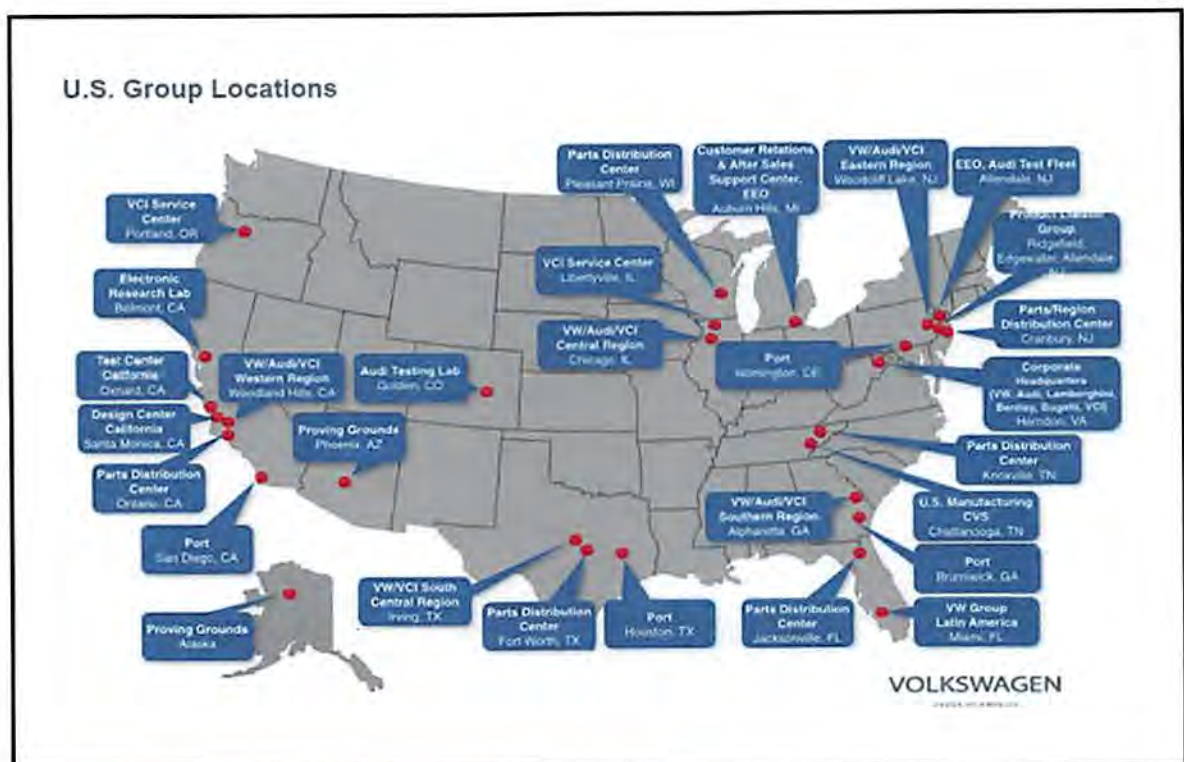 U.S. Group Locations
Parts Distribution
Center
Pleasant Prairie, WI
Customer Relations
& After Sales
Support Center,
EEO
Auburn Hills, MI
VW/Audi/VCI
Eastern Region
Woodcliff Lake, NJ
EEO, Audi Test Fleet
Allendale, NJ
VCI Service
Center
Portland, OR
Product Liaison
Group
Ridgefield,
Edgewater, Allendale
NJ
VCI Service Center
Libertyville, IL
Electronic
Research Lab
Belmont, CA
Parts/Region
Distribution Center
Cranbury, NJ
VW/Audi/VCI
Central Region
Chicago, IL
Test Center
California
Oxnard, CA
VW/Audi/VCI
Western Region
Woodland Hills, CA
Audi Testing Lab
Golden, CO
Port
Wilmington, DE
Corporate
Headquarters
(VW, Audi, Lamborghini,
Bentley, Bugatti, VCI)
Herndon, VA
Design Center
California
Santa Monica, CA
Proving Grounds
Phoenix, AZ
Parts Distribution
Center
Knoxville, TN
Parts Distribution
Center
Ontario, CA
VW/Audi/VCI
Southern Region
Alpharetta, GA
U.S. Manufacturing
CVS
Chattanooga, TN
Port
San Diego, CA
Port
Brunswick, GA
VW/VCI South
Central Region
Irving, TX
Parts Distribution
Center
Fort Worth, TX
Port
Houston, TX
Parts Distribution
Center
Jacksonville, FL
VW Group
Latin America
Miami, FL
Proving Grounds
Alaska
VOLKSWAGEN